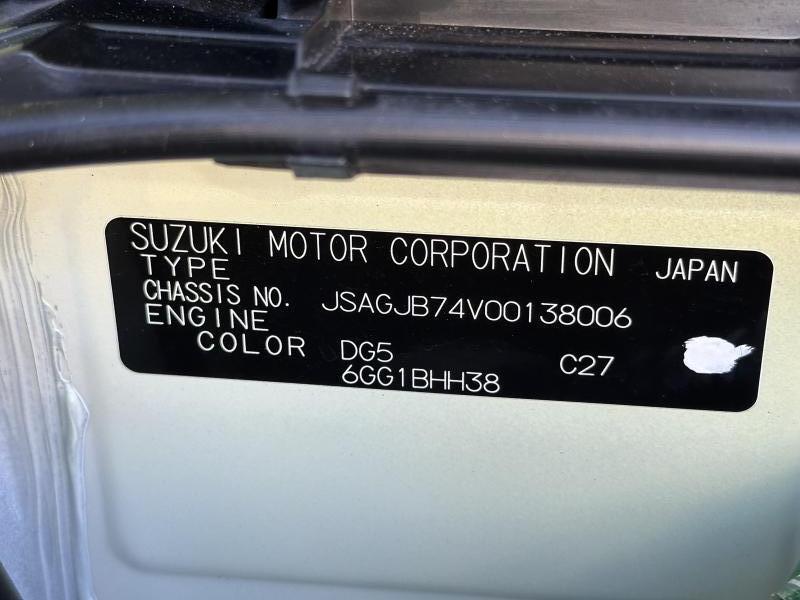 SUZUKI MOTOR CORPORATION JAPAN
TYPE
CHASSIS NO. JSAGJB74V00138006
ENGINE
COLOR DG5 C27
6GG1BHH38